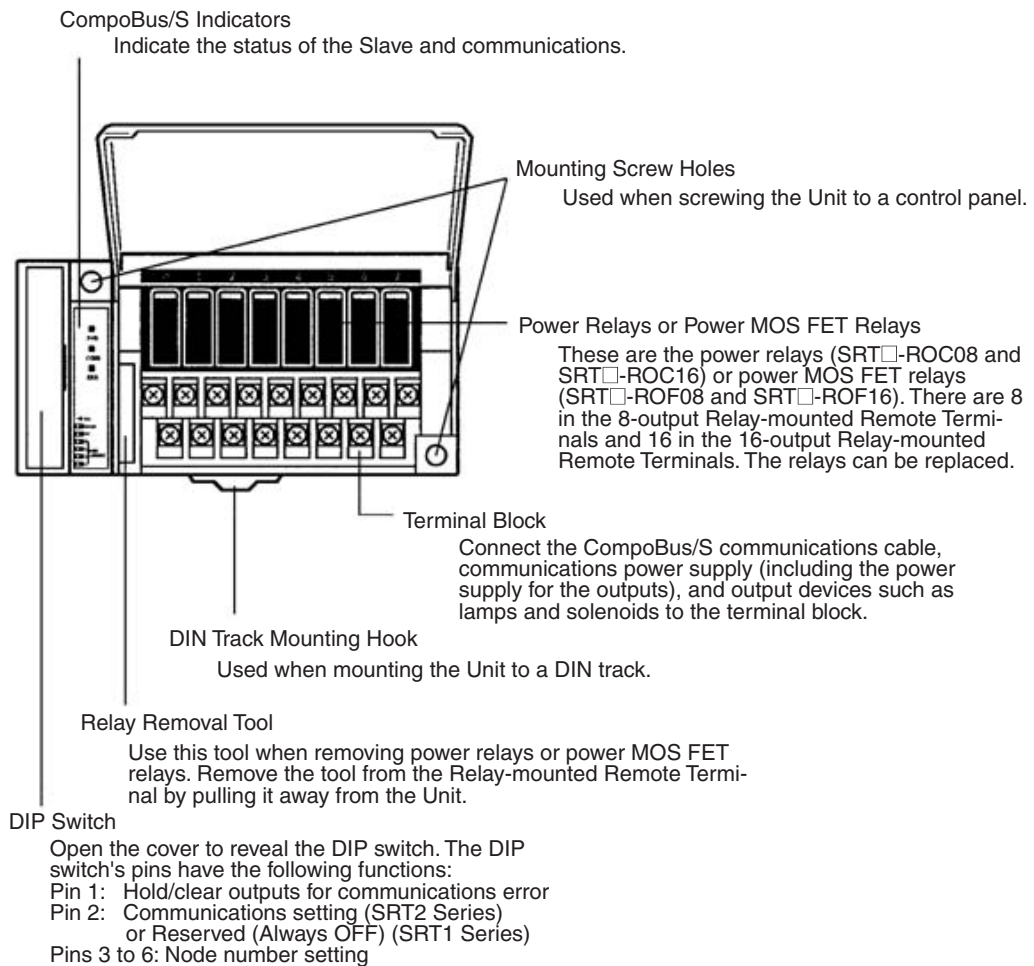 CompoBus/S Indicators
Indicate the status of the Slave and communications.
Mounting Screw Holes
Used when screwing the Unit to a control panel.
Power Relays or Power MOS FET Relays
These are the power relays (SRT□-ROC08 and
SRT□-ROC16) or power MOS FET relays
(SRT□-ROF08 and SRT□-ROF16). There are 8
in the 8-output Relay-mounted Remote Termi-
nals and 16 in the 16-output Relay-mounted
Remote Terminals. The relays can be replaced.
Terminal Block
Connect the CompoBus/S communications cable,
communications power supply (including the power
supply for the outputs), and output devices such as
lamps and solenoids to the terminal block.
DIN Track Mounting Hook
Used when mounting the Unit to a DIN track.
Relay Removal Tool
Use this tool when removing power relays or power MOS FET
relays. Remove the tool from the Relay-mounted Remote Termi-
nal by pulling it away from the Unit.
DIP Switch
Open the cover to reveal the DIP switch. The DIP
switch's pins have the following functions:
Pin 1: Hold/clear outputs for communications error
Pin 2: Communications setting (SRT2 Series)
or Reserved (Always OFF) (SRT1 Series)
Pins 3 to 6: Node number setting